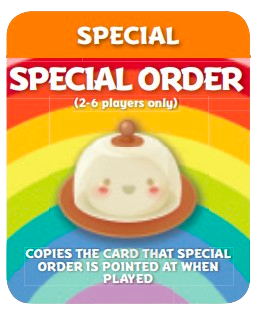 SPECIAL
SPECIAL ORDER
(2-6 players only)
COPIES THE CARD THAT SPECIAL
ORDER IS POINTED AT WHEN
PLAYED